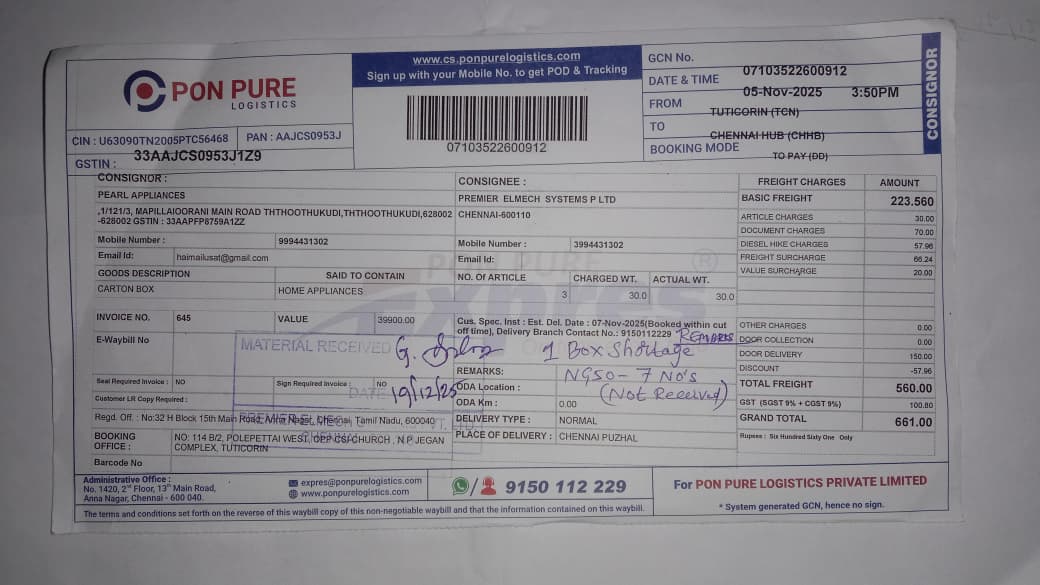 PON PURE
LOGISTICS
CIN : U63090TN2005PTC56468 PAN : AAJCS0953J
GSTIN : 33AAJCS0953J1Z9
www.cs.ponpurelogistics.com
Sign up with your Mobile No. to get POD & Tracking
07103522600912
GCN No. 07103522600912
DATE & TIME 05-Nov-2025 3:50PM
FROM TUTICORIN (TCN)
TO CHENNAI HUB (CHHB)
BOOKING MODE TO PAY (DD)
CONSIGNOR
CONSIGNOR :
PEARL APPLIANCES
,1/121/3, MAPILLAIOORANI MAIN ROAD THTHOOTHUKUDI,THTHOOTHUKUDI,628002
-628002 GSTIN : 33AAPFP8759A1ZZ
Mobile Number : 9994431302
Email Id: haimailusat@gmail.com
GOODS DESCRIPTION SAID TO CONTAIN
CARTON BOX HOME APPLIANCES
INVOICE NO. 645 VALUE 39900.00
E-Waybill No
MATERIAL RECEIVED
Seal Required Invoice : NO Sign Required Invoice : NO
DATE 19/12/25
Customer LR Copy Required :
Regd. Off. : No:32 H Block 15th Main Road, Anna Nagar, Chennai, Tamil Nadu, 600040
PREMIER ELMECH SYSTEMS PVT. LTD.
CHENNAI
BOOKING OFFICE : NO: 114 B/2, POLEPETTAI WEST, OPP CSI CHURCH , N P JEGAN
COMPLEX, TUTICORIN
Barcode No
CONSIGNEE :
PREMIER ELMECH SYSTEMS P LTD
CHENNAI-600110
Mobile Number : 3994431302
Email Id:
NO. Of ARTICLE CHARGED WT. ACTUAL WT.
3 30.0 30.0
Cus. Spec. Inst : Est. Del. Date : 07-Nov-2025(Booked within cut
off time), Delivery Branch Contact No.: 9150112229
Remarks
1 Box Shortage
REMARKS: NG50 - 7 No's
(Not Received)
ODA Location :
ODA Km : 0.00
DELIVERY TYPE : NORMAL
PLACE OF DELIVERY : CHENNAI PUZHAL
FREIGHT CHARGES AMOUNT
BASIC FREIGHT 223.560
ARTICLE CHARGES 30.00
DOCUMENT CHARGES 70.00
DIESEL HIKE CHARGES 57.96
FREIGHT SURCHARGE 66.24
VALUE SURCHARGE 20.00
OTHER CHARGES 0.00
DOOR COLLECTION 0.00
DOOR DELIVERY 150.00
DISCOUNT -57.96
TOTAL FREIGHT 560.00
GST (SGST 9% + CGST 9%) 100.80
GRAND TOTAL 661.00
Rupees : Six Hundred Sixty One Only
Administrative Office :
No. 1420, 2nd Floor, 13th Main Road,
Anna Nagar, Chennai - 600 040.
expres@ponpurelogistics.com
www.ponpurelogistics.com
9150 112 229
For PON PURE LOGISTICS PRIVATE LIMITED
* System generated GCN, hence no sign.
The terms and conditions set forth on the reverse of this waybill copy of this non-negotiable waybill and that the information contained on this waybill.